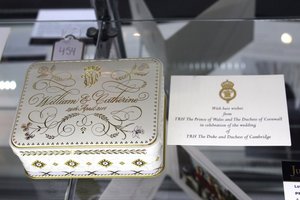 454
William & Catherine
29th April 2011
With best wishes
from
TRH The Prince of Wales and The Duchess of Cornwall
in celebration of the wedding
of
TRH The Duke and Duchess of Cambridge